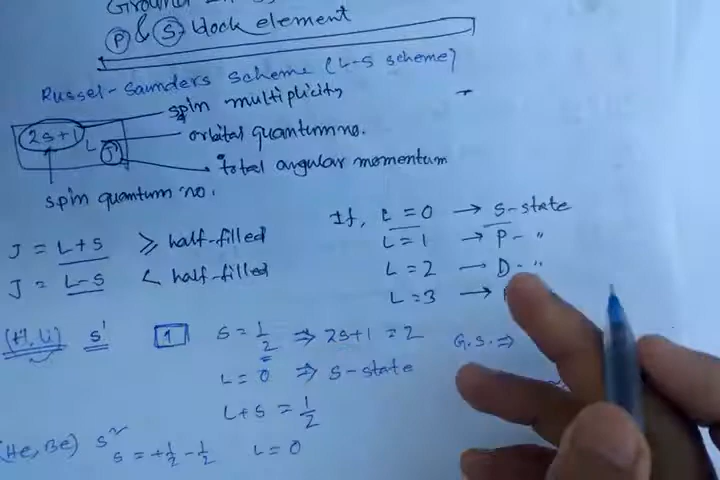 Ground
P & S block element
Russel-Saunders scheme (L-S scheme)
spin multiplicity
2s+1 L J
orbital quantum no.
total angular momentum
spin quantum no.
J = L+S ≥ half-filled
J = L-S < half-filled
If, L = 0 → S-state
L = 1 → P- "
L = 2 → D- "
L = 3 →
(H, Li) s¹ 1 S = 1/2 ⇒ 2S+1 = 2 G.S. ⇒
L = 0 ⇒ S-state
L+S = 1/2
(He, Be) s² S = +1/2 - 1/2 L = 0